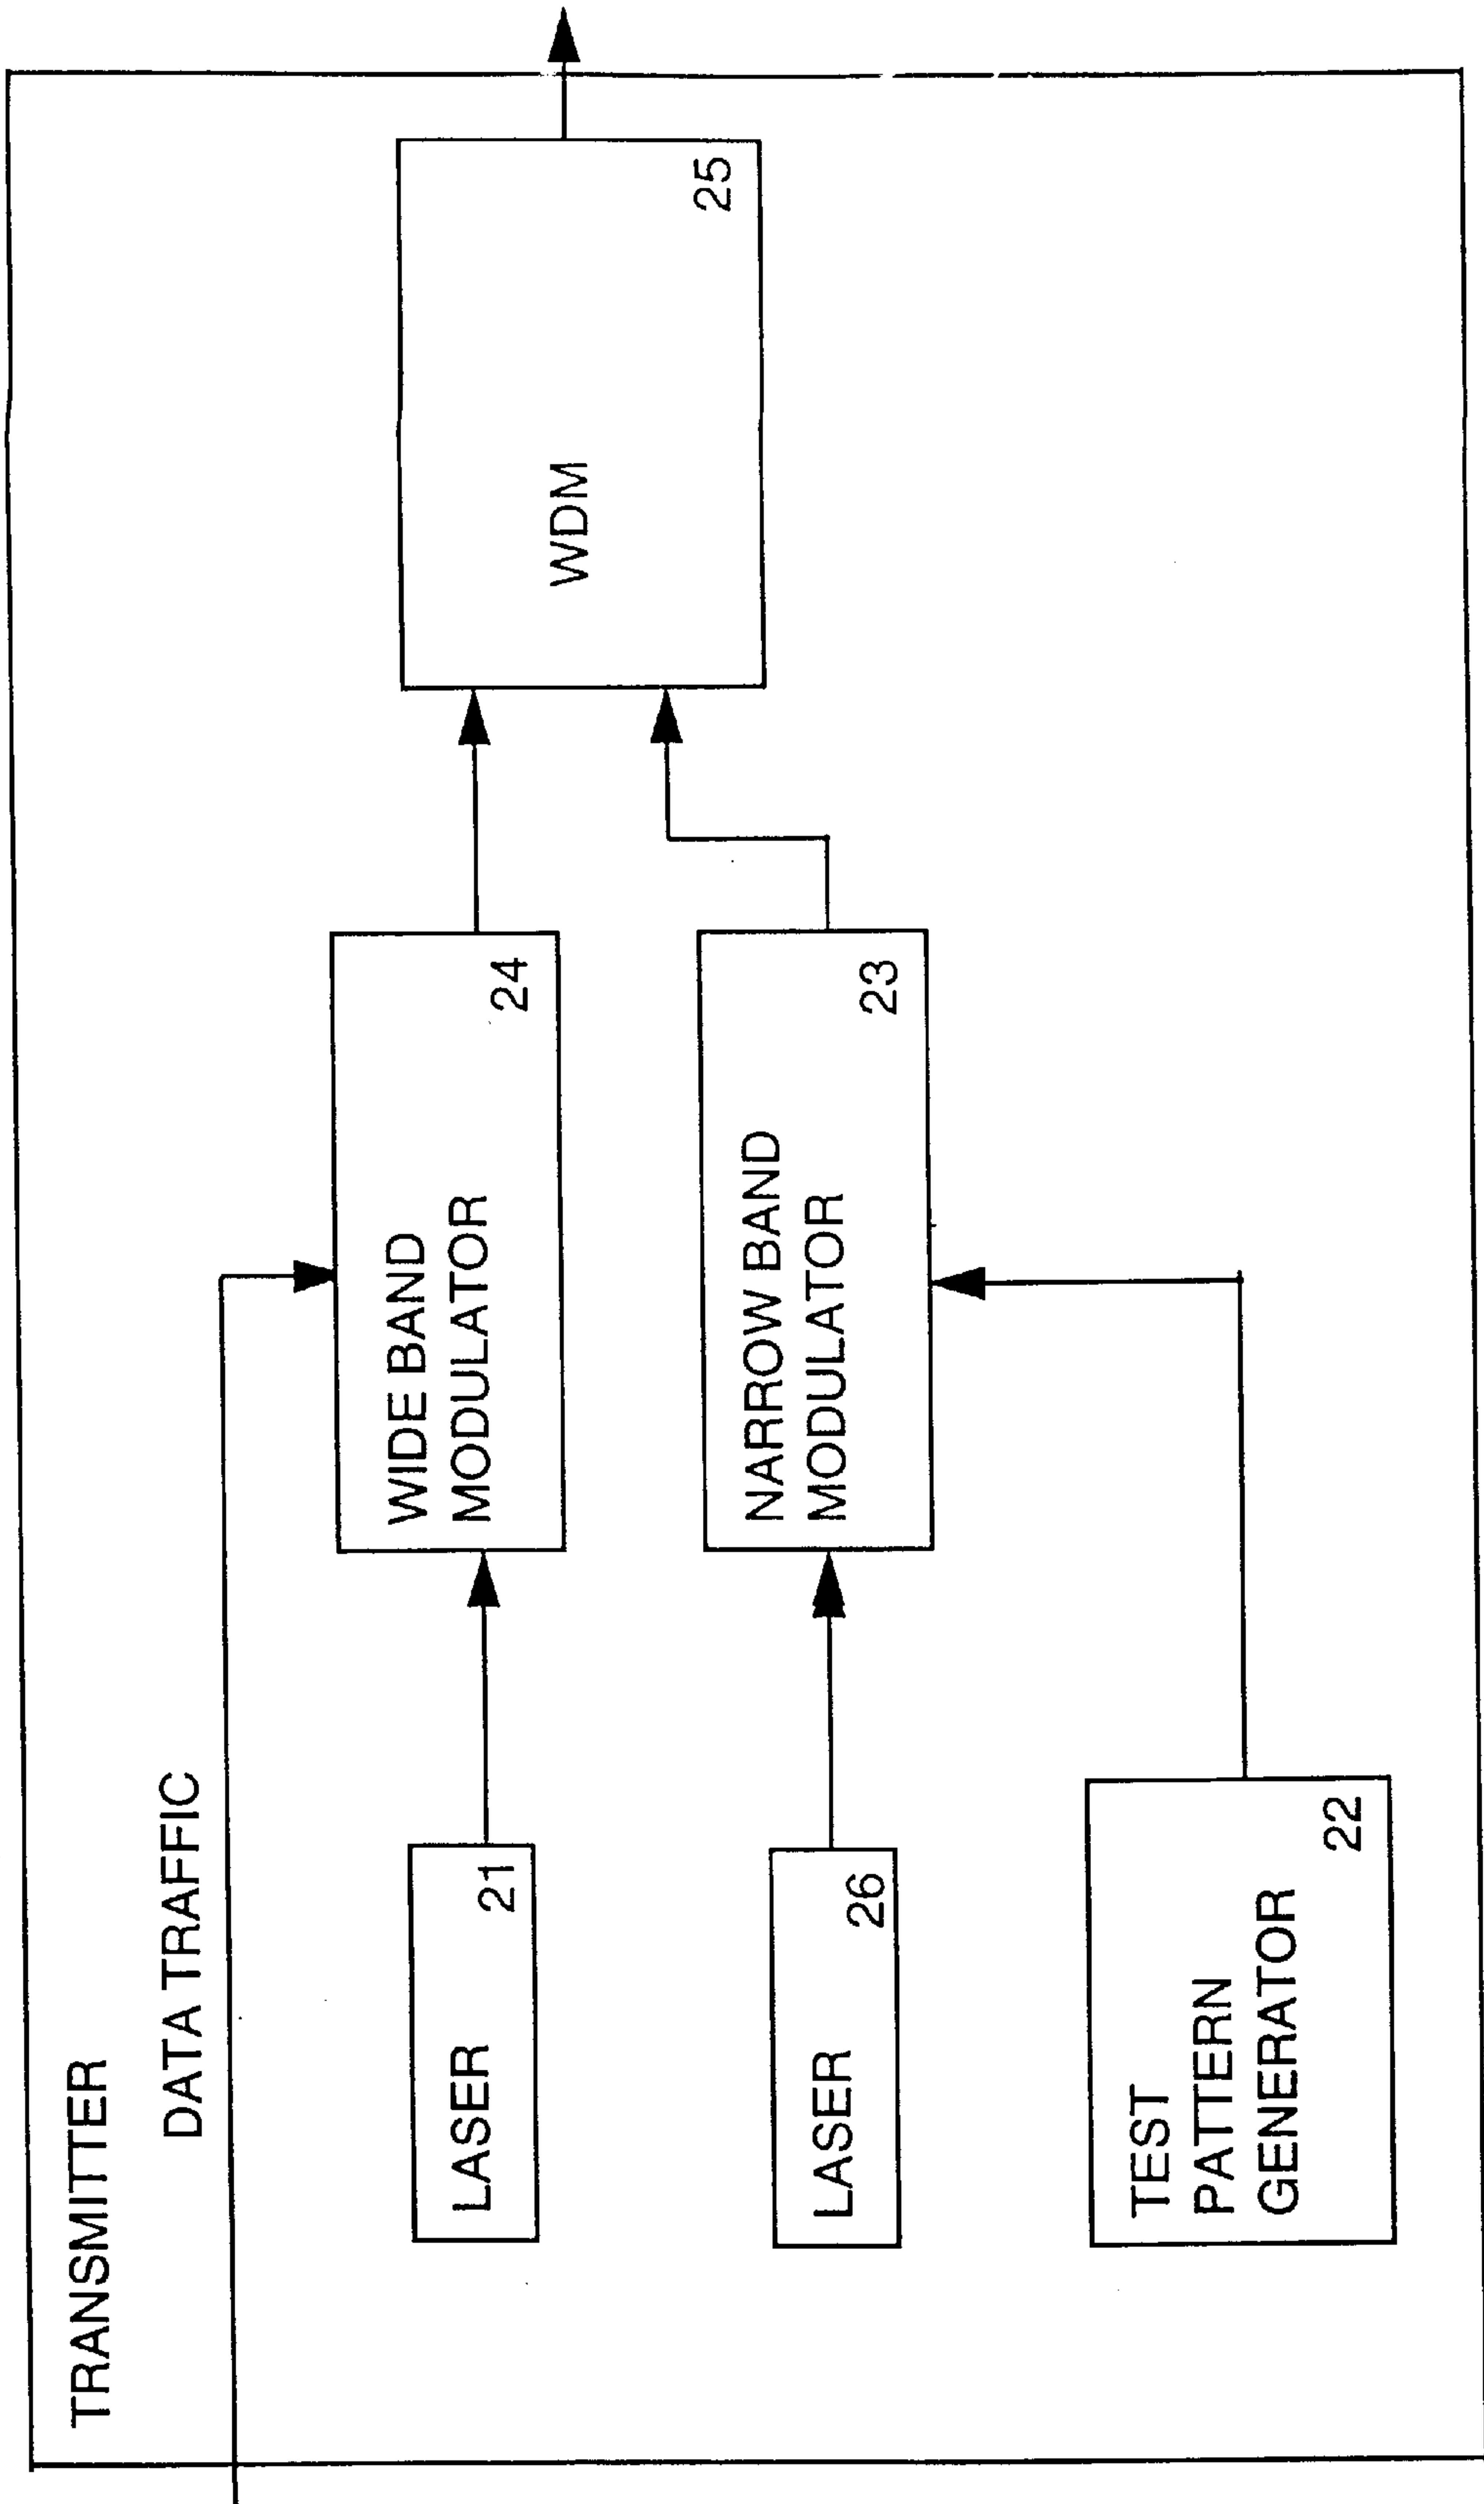 TRANSMITTER
DATA TRAFFIC
LASER
21
WIDE BAND
MODULATOR
24
WDM
25
LASER
26
NARROW BAND
MODULATOR
23
TEST
PATTERN
GENERATOR
22